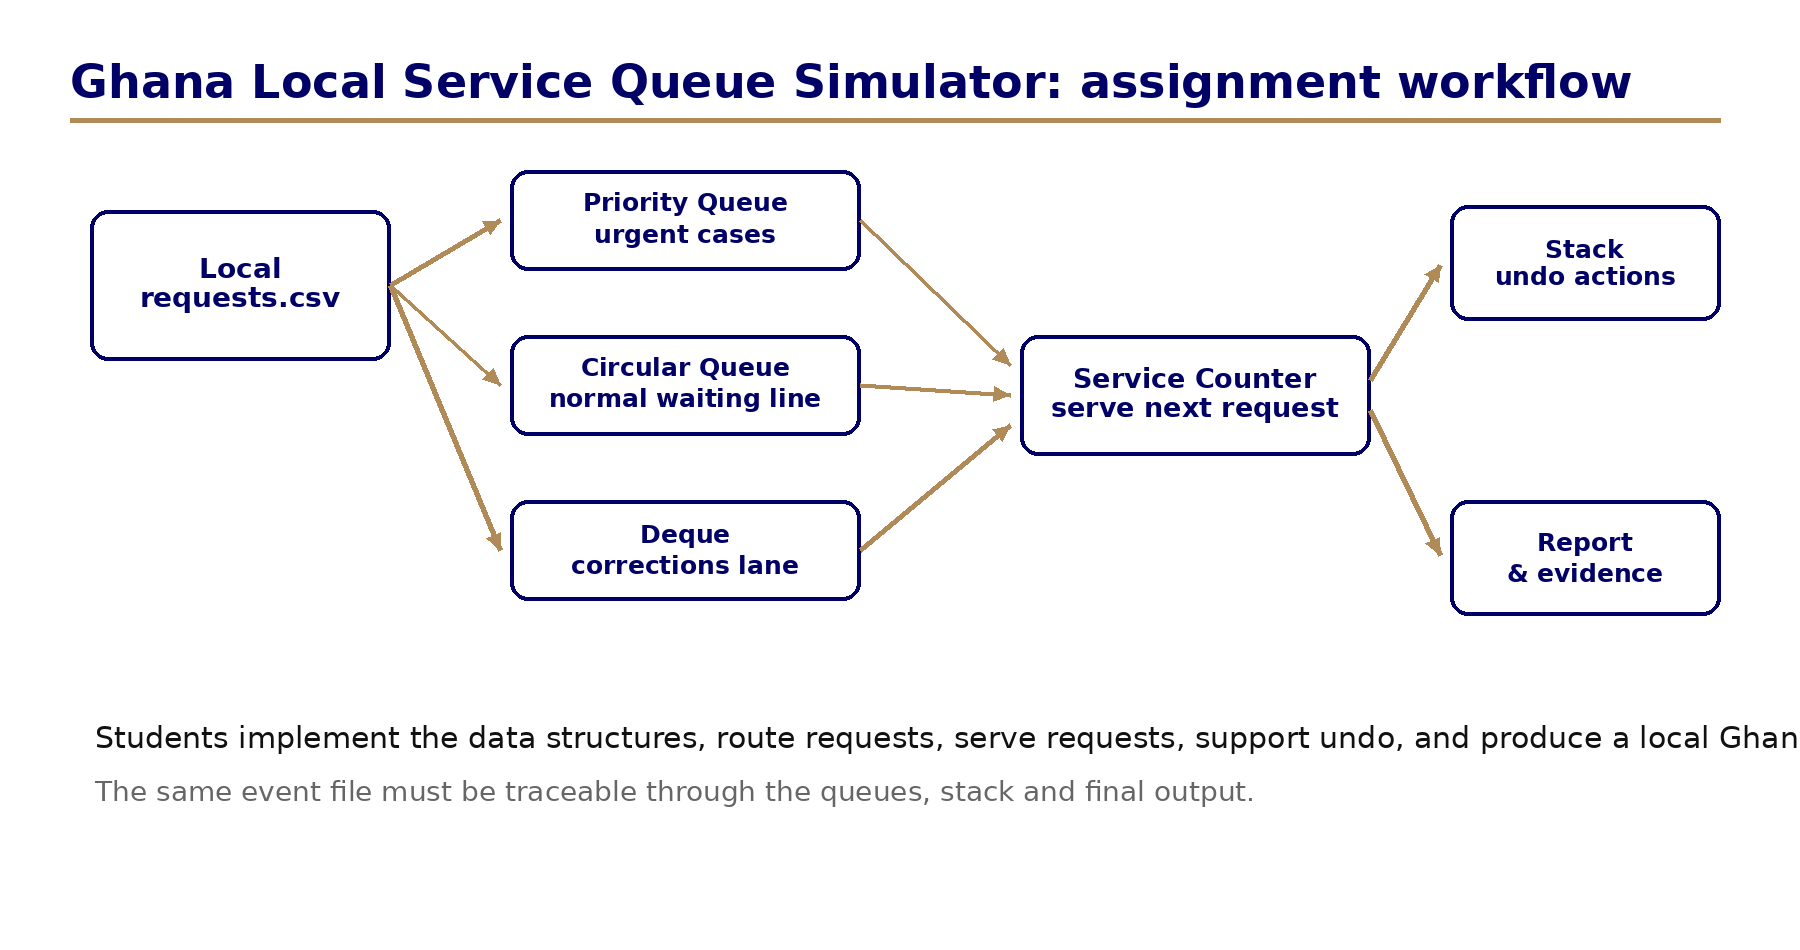 Ghana Local Service Queue Simulator: assignment workflow
Local
requests.csv
Priority Queue
urgent cases
Circular Queue
normal waiting line
Deque
corrections lane
Service Counter
serve next request
Stack
undo actions
Report
& evidence
Students implement the data structures, route requests, serve requests, support undo, and produce a local Ghan
The same event file must be traceable through the queues, stack and final output.